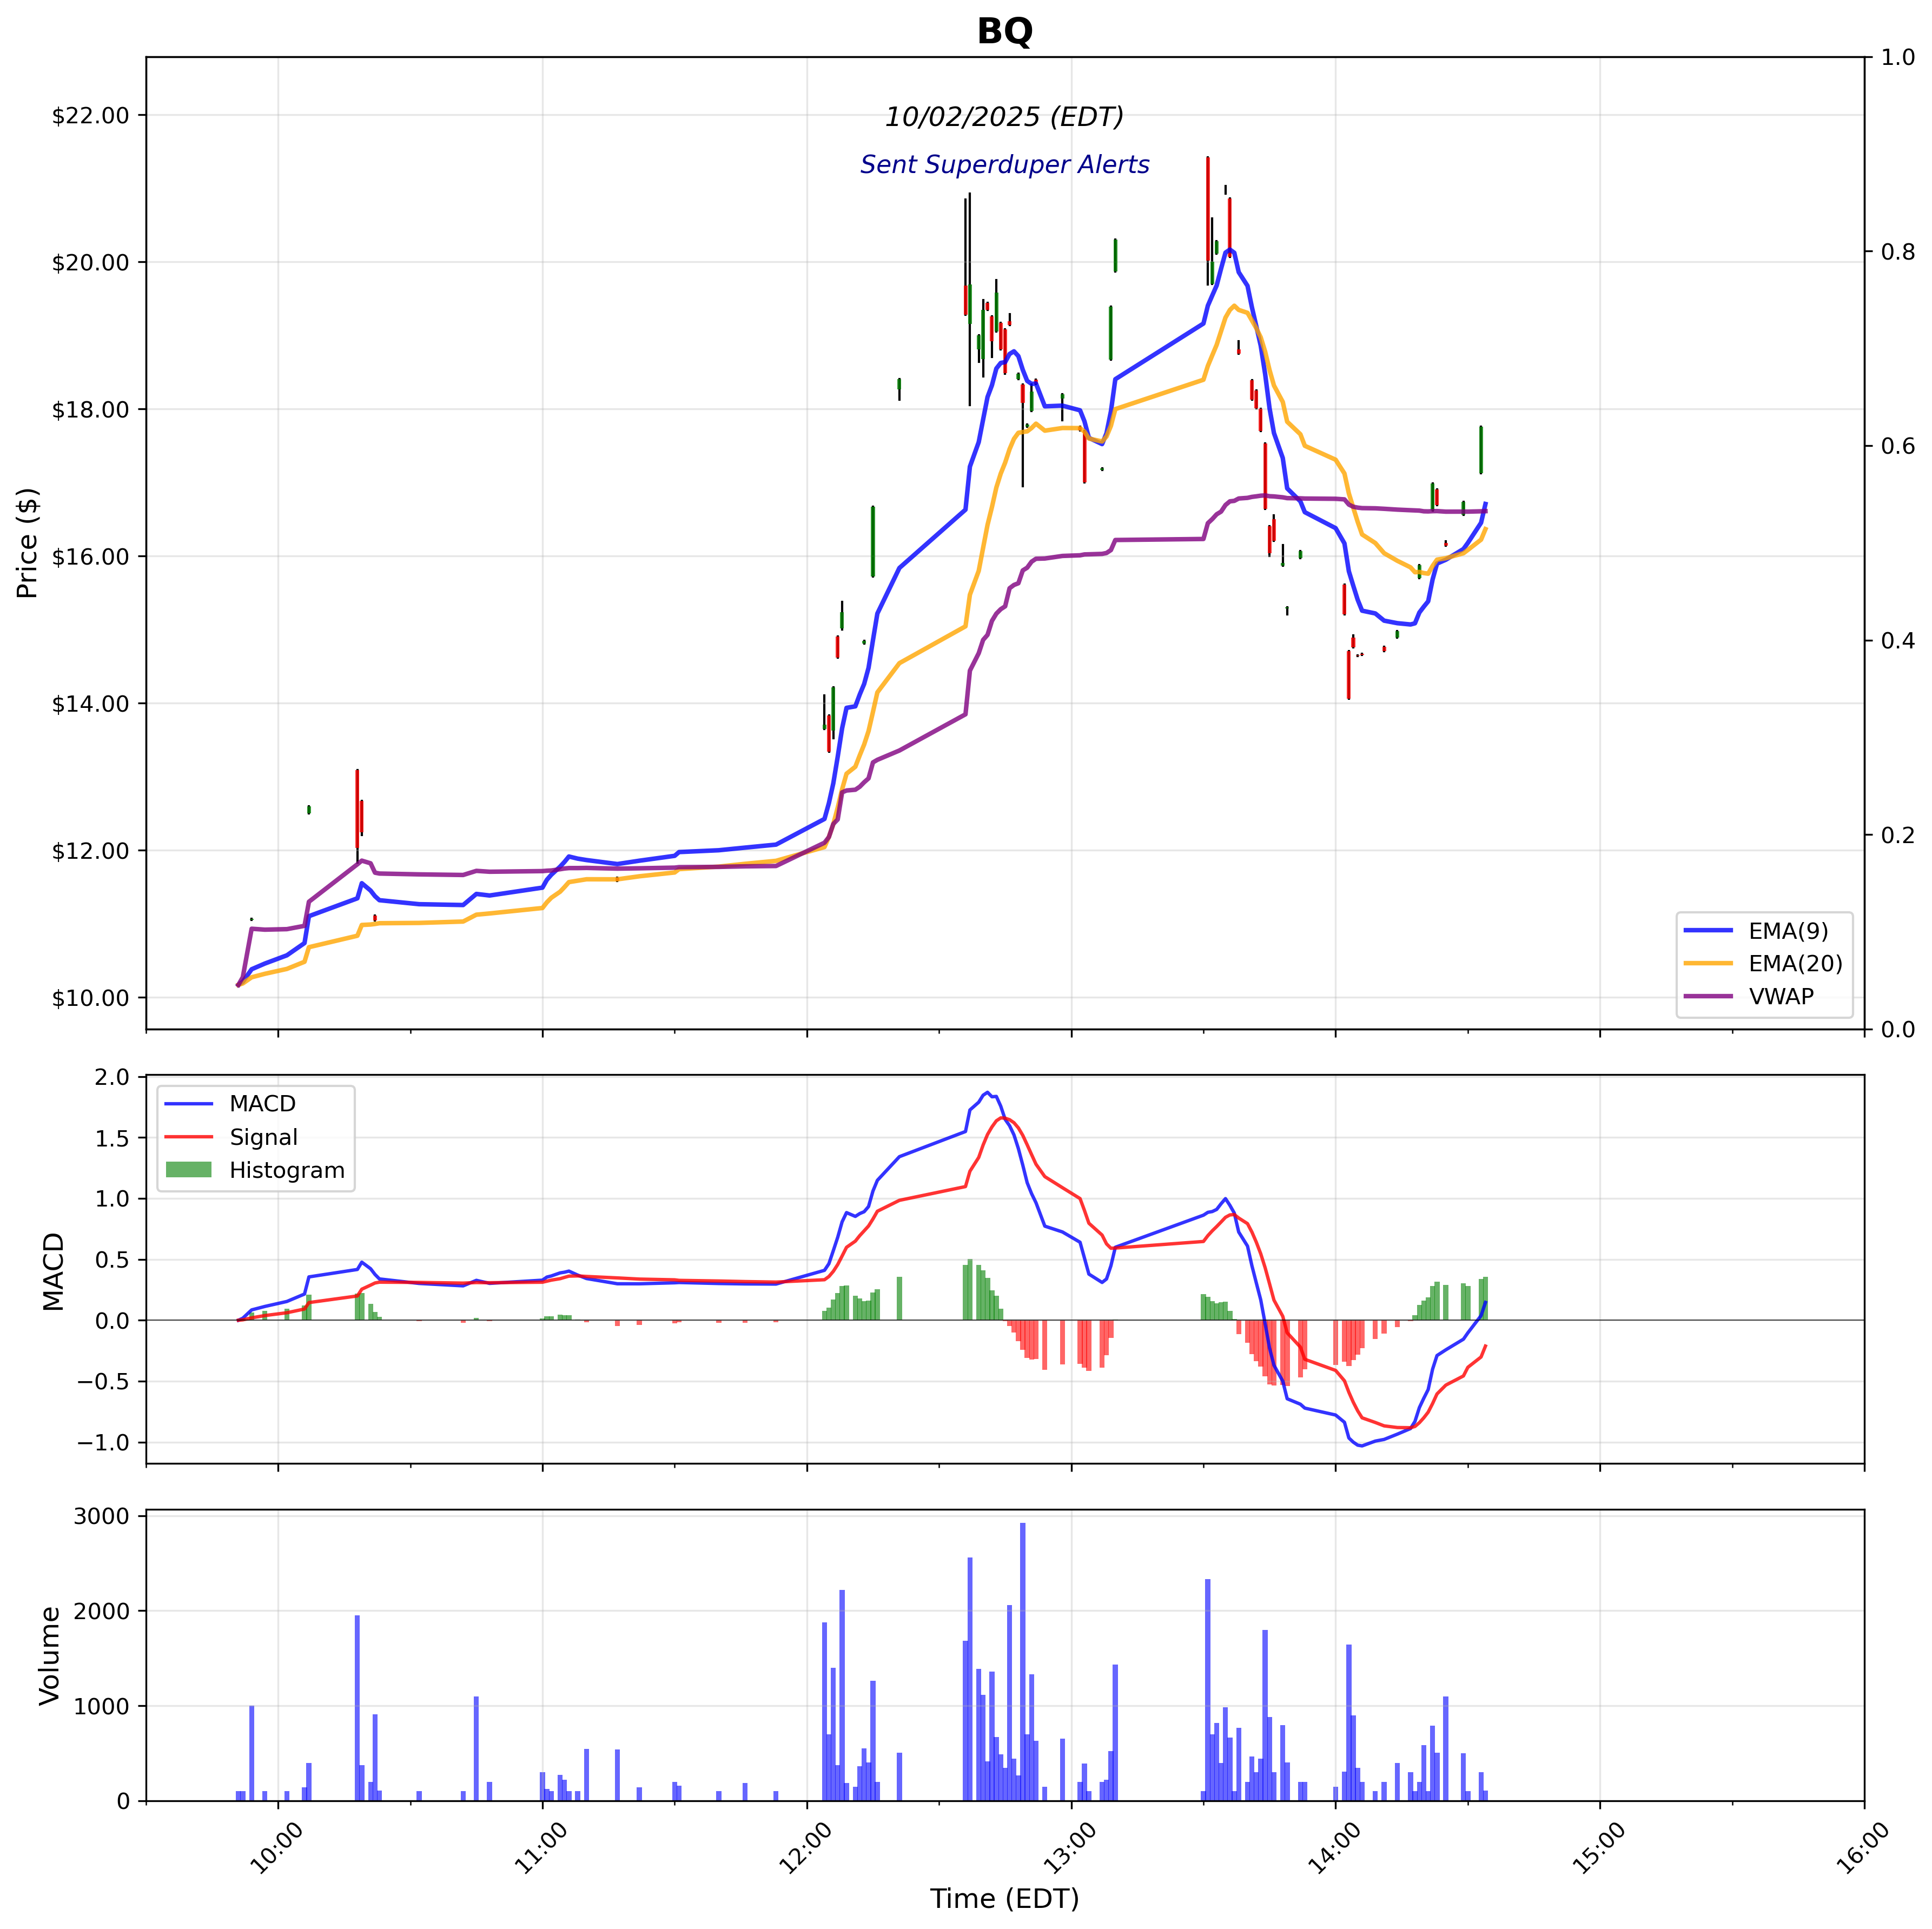 BQ
10/02/2025 (EDT)
Sent Superduper Alerts
Price ($)
$22.00
$20.00
$18.00
$16.00
$14.00
$12.00
$10.00
1.0
0.8
0.6
0.4
0.2
0.0
EMA(9)
EMA(20)
VWAP
MACD
2.0
1.5
1.0
0.5
0.0
−0.5
−1.0
MACD
Signal
Histogram
Volume
3000
2000
1000
0
10:00
11:00
12:00
13:00
14:00
15:00
16:00
Time (EDT)